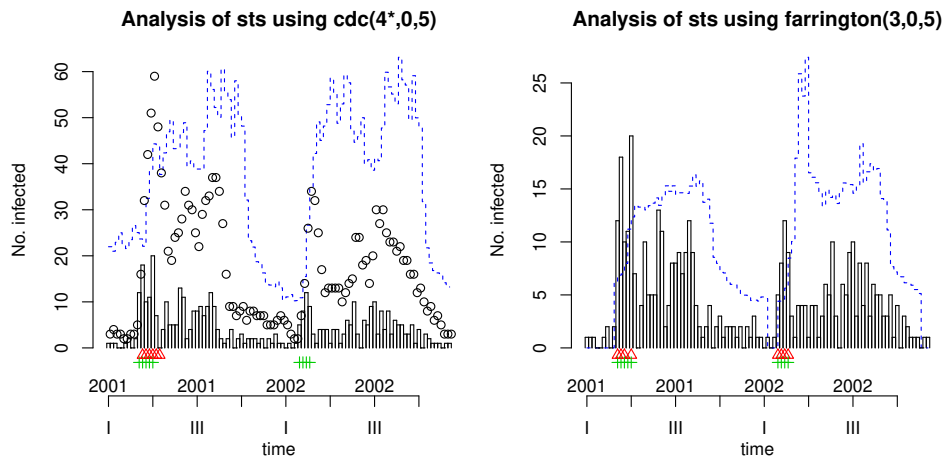 Analysis of sts using cdc(4*,0,5)
No. infected
0 10 20 30 40 50 60
2001 2001 2002 2002
I III I III
time
Analysis of sts using farrington(3,0,5)
No. infected
0 5 10 15 20 25
2001 2001 2002 2002
I III I III
time